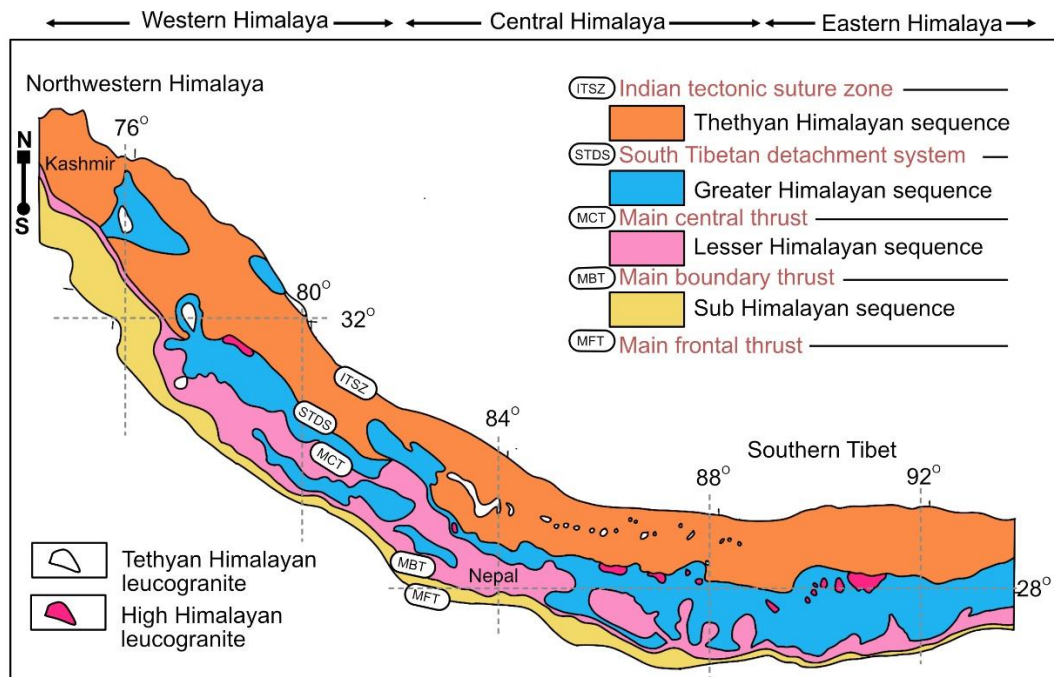 Western Himalaya
Central Himalaya
Eastern Himalaya
Northwestern Himalaya
76°
N
S
Kashmir
80°
32°
ITSZ
STDS
MCT
84°
Southern Tibet
88°
92°
MBT
Nepal
MFT
28°
ITSZ Indian tectonic suture zone
Thethyan Himalayan sequence
STDS South Tibetan detachment system
Greater Himalayan sequence
MCT Main central thrust
Lesser Himalayan sequence
MBT Main boundary thrust
Sub Himalayan sequence
MFT Main frontal thrust
Tethyan Himalayan
leucogranite
High Himalayan
leucogranite